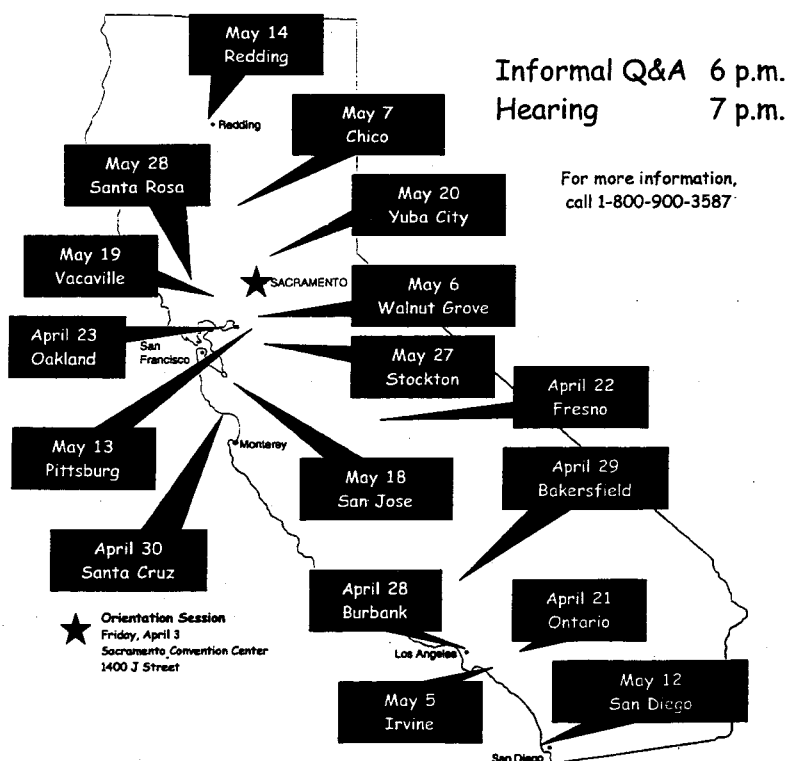 May 14
Redding
Informal Q&A 6 p.m.
Hearing 7 p.m.
For more information,
call 1-800-900-3587
Redding
May 7
Chico
May 28
Santa Rosa
May 20
Yuba City
May 19
Vacaville
SACRAMENTO
May 6
Walnut Grove
April 23
Oakland
San
Francisco
May 27
Stockton
April 22
Fresno
May 13
Pittsburg
Monterey
May 18
San Jose
April 29
Bakersfield
April 30
Santa Cruz
April 28
Burbank
April 21
Ontario
Orientation Session
Friday, April 3
Sacramento Convention Center
1400 J Street
Los Angeles
May 5
Irvine
May 12
San Diego
San Diego